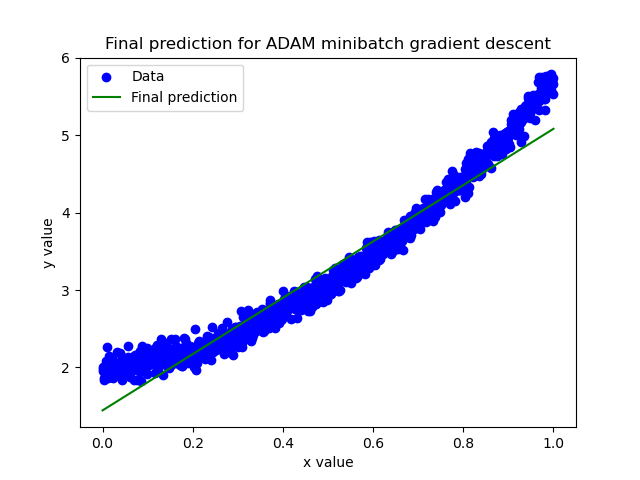 Final prediction for ADAM minibatch gradient descent
Data
Final prediction
6
5
4
3
2
y value
0.0 0.2 0.4 0.6 0.8 1.0
x value